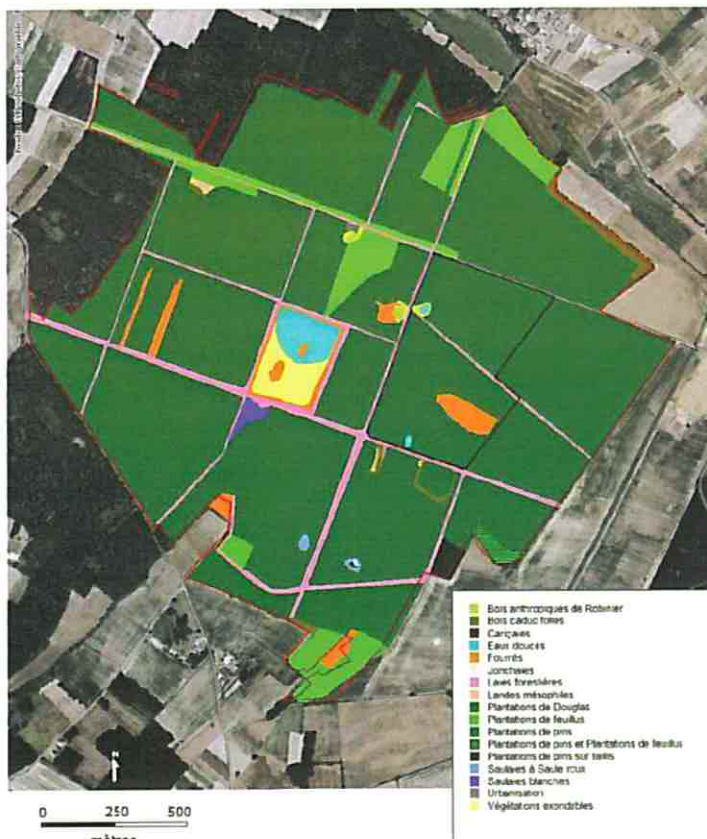 Bois anthropiques de Robinier
Bois caducifoliés
Cariçaies
Eaux douces
Fourrés
Jonchaies
Laies forestières
Landes mésophiles
Plantations de Douglas
Plantations de feuillus
Plantations de pins
Plantations de pins et Plantations de feuillus
Plantations de pins sur taillis
Saulaies à Saule roux
Saulaies blanches
Urbanisation
Végétations exondables
N
0 250 500
mètres